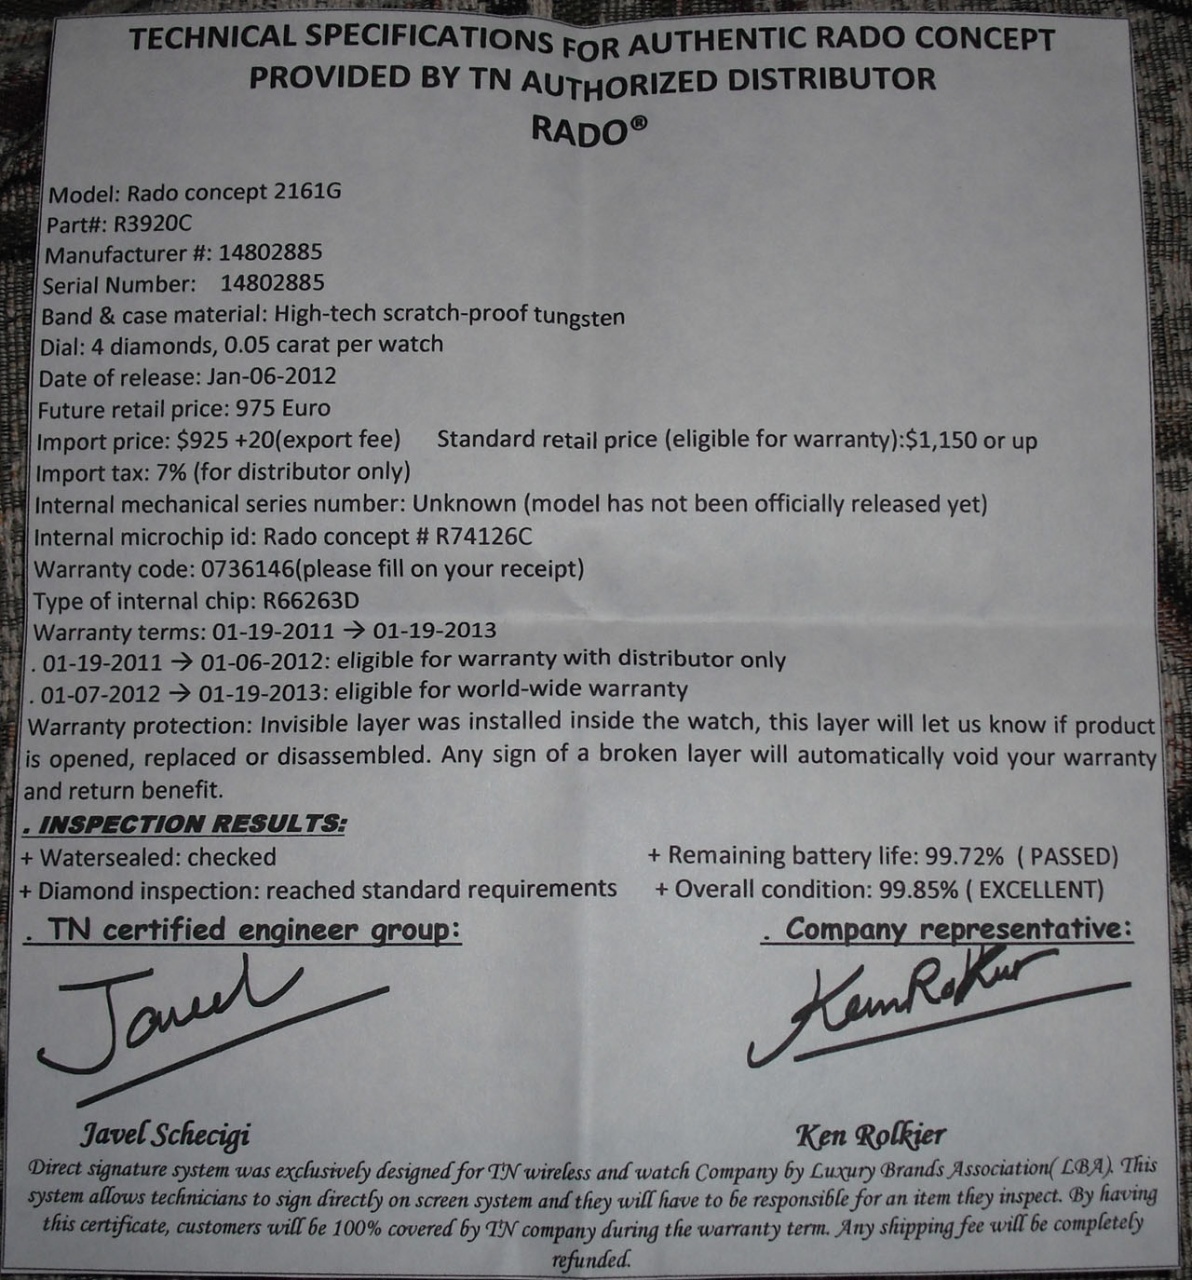 TECHNICAL SPECIFICATIONS FOR AUTHENTIC RADO CONCEPT
PROVIDED BY TN AUTHORIZED DISTRIBUTOR
RADO®
Model: Rado concept 2161G
Part#: R3920C
Manufacturer #: 14802885
Serial Number: 14802885
Band & case material: High-tech scratch-proof tungsten
Dial: 4 diamonds, 0.05 carat per watch
Date of release: Jan-06-2012
Future retail price: 975 Euro
Import price: $925 +20(export fee) Standard retail price (eligible for warranty):$1,150 or up
Import tax: 7% (for distributor only)
Internal mechanical series number: Unknown (model has not been officially released yet)
Internal microchip id: Rado concept # R74126C
Warranty code: 0736146(please fill on your receipt)
Type of internal chip: R66263D
Warranty terms: 01-19-2011 → 01-19-2013
. 01-19-2011 → 01-06-2012: eligible for warranty with distributor only
. 01-07-2012 → 01-19-2013: eligible for world-wide warranty
Warranty protection: Invisible layer was installed inside the watch, this layer will let us know if product
is opened, replaced or disassembled. Any sign of a broken layer will automatically void your warranty
and return benefit.
. INSPECTION RESULTS:
+ Watersealed: checked + Remaining battery life: 99.72% ( PASSED)
+ Diamond inspection: reached standard requirements + Overall condition: 99.85% ( EXCELLENT)
. TN certified engineer group: . Company representative:
Javel KenRolKier
Javel Schecigi Ken Rolkier
Direct signature system was exclusively designed for TN wireless and watch Company by Luxury Brands Association( LBA). This
system allows technicians to sign directly on screen system and they will have to be responsible for an item they inspect. By having
this certificate, customers will be 100% covered by TN company during the warranty term. Any shipping fee will be completely
refunded.